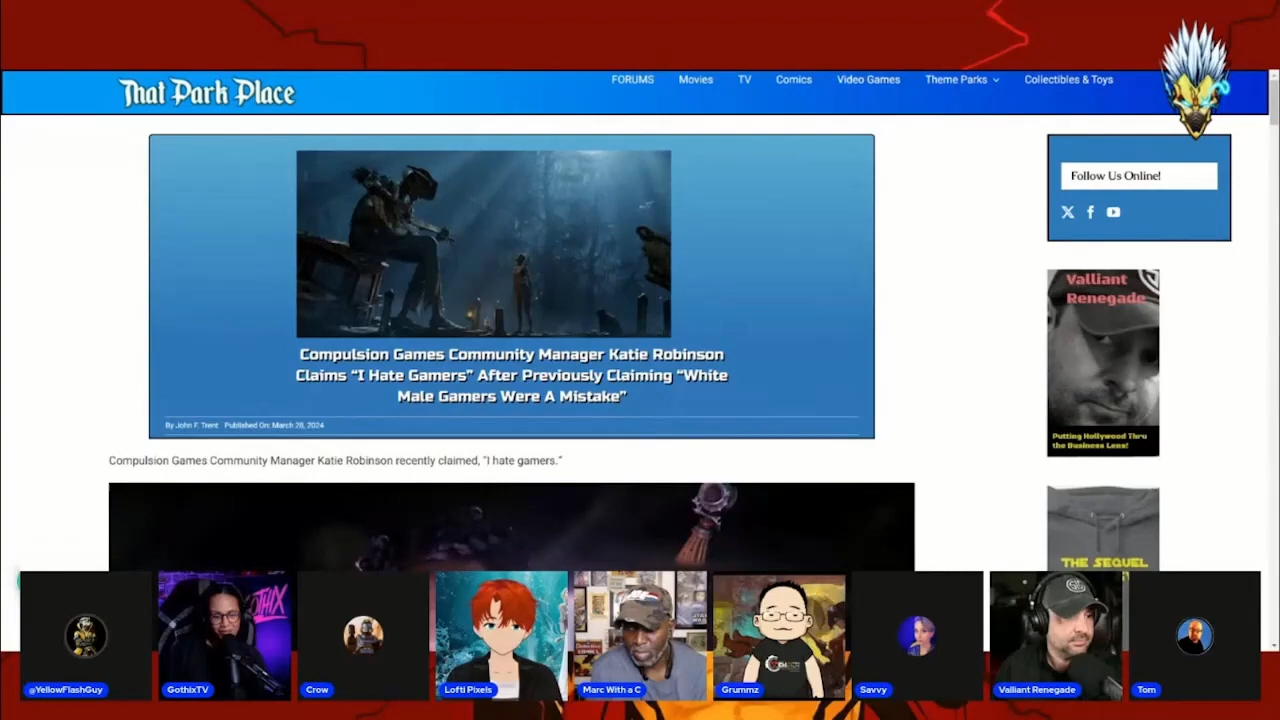 That Park Place
FORUMS Movies TV Comics Video Games Theme Parks Collectibles & Toys
Compulsion Games Community Manager Katie Robinson
Claims “I Hate Gamers” After Previously Claiming “White
Male Gamers Were A Mistake”
By John F. Trent Published On: March 28, 2024
Compulsion Games Community Manager Katie Robinson recently claimed, "I hate gamers."
Follow Us Online!
Valliant
Renegade
Putting Hollywood Thru
the Business Lens!
THE SEQUEL
@YellowFlashGuy
GothixTV
Crow
Lofti Pixels
Marc With a C
Grummz
Savvy
Valliant Renegade
Tom